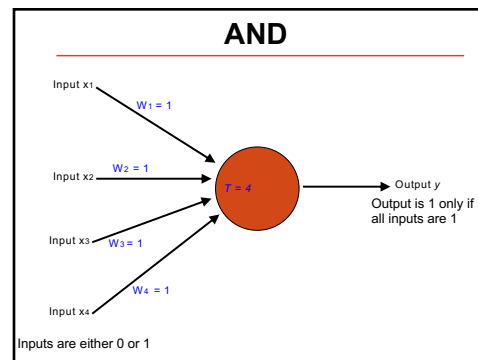 AND
Input x1
W1 = 1
Input x2
W2 = 1
T = 4
Output y
Output is 1 only if
all inputs are 1
Input x3
W3 = 1
W4 = 1
Input x4
Inputs are either 0 or 1